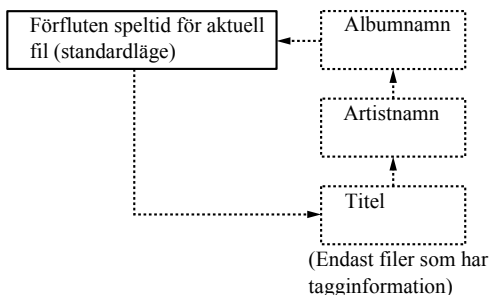 Förfluten speltid för aktuell
fil (standardläge)
Albumnamn
Artistnamn
Titel
(Endast filer som har
tagginformation)